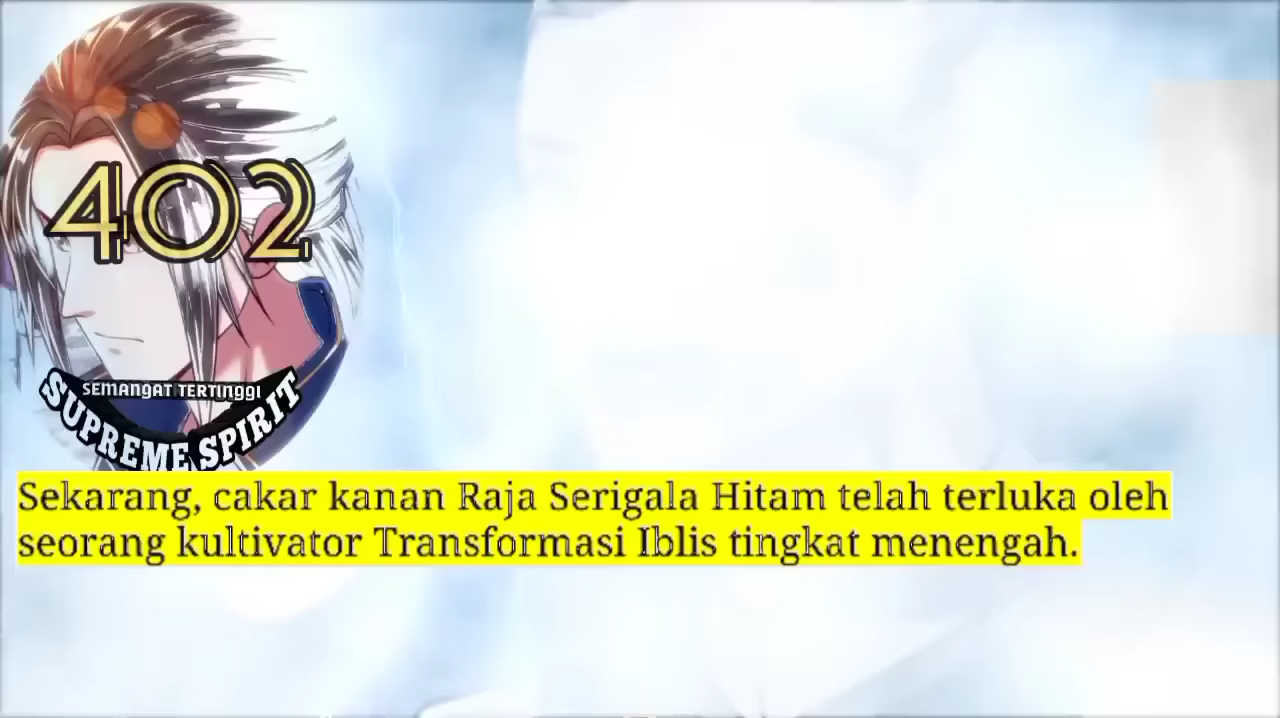 402
SEMANGAT TERTINGGI
SUPREME SPIRIT
Sekarang, cakar kanan Raja Serigala Hitam telah terluka oleh
seorang kultivator Transformasi Iblis tingkat menengah.